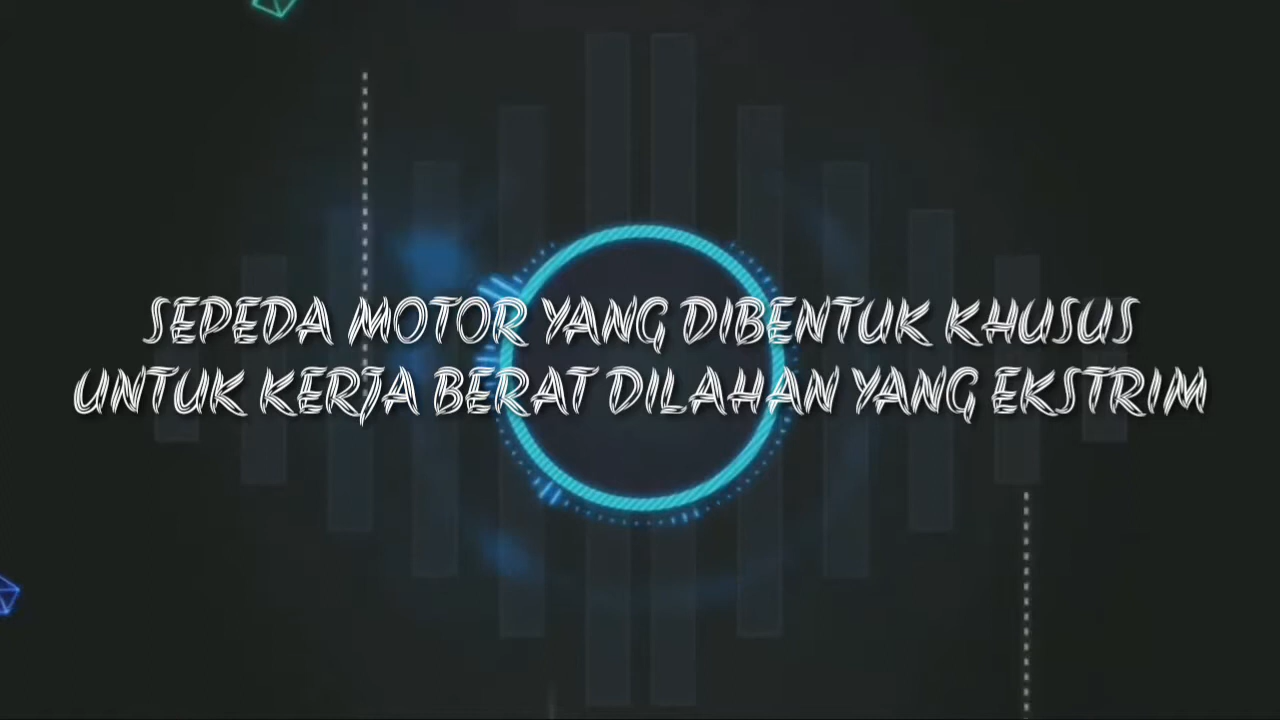 SEPEDA MOTOR YANG DIBENTUK KHUSUS
UNTUK KERJA BERAT DILAHAN YANG EKSTRIM